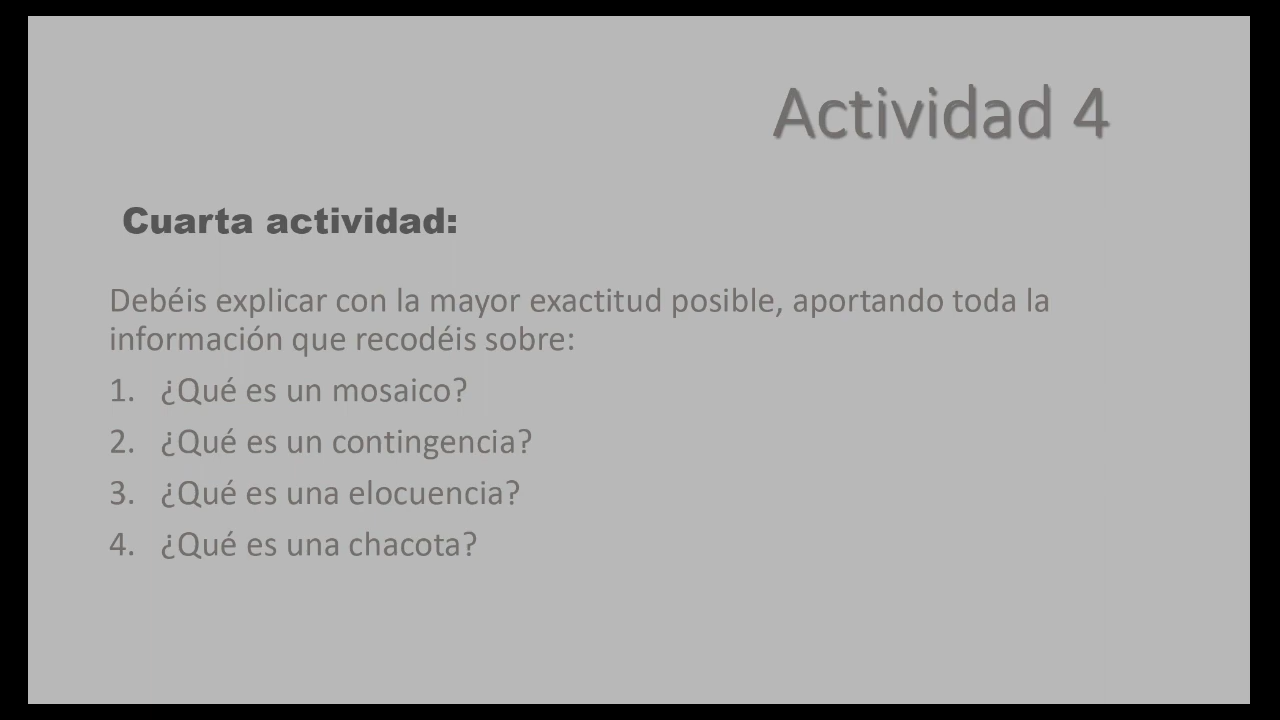 Actividad 4
Cuarta actividad:
Debéis explicar con la mayor exactitud posible, aportando toda la
información que recodéis sobre:
1. ¿Qué es un mosaico?
2. ¿Qué es un contingencia?
3. ¿Qué es una elocuencia?
4. ¿Qué es una chacota?